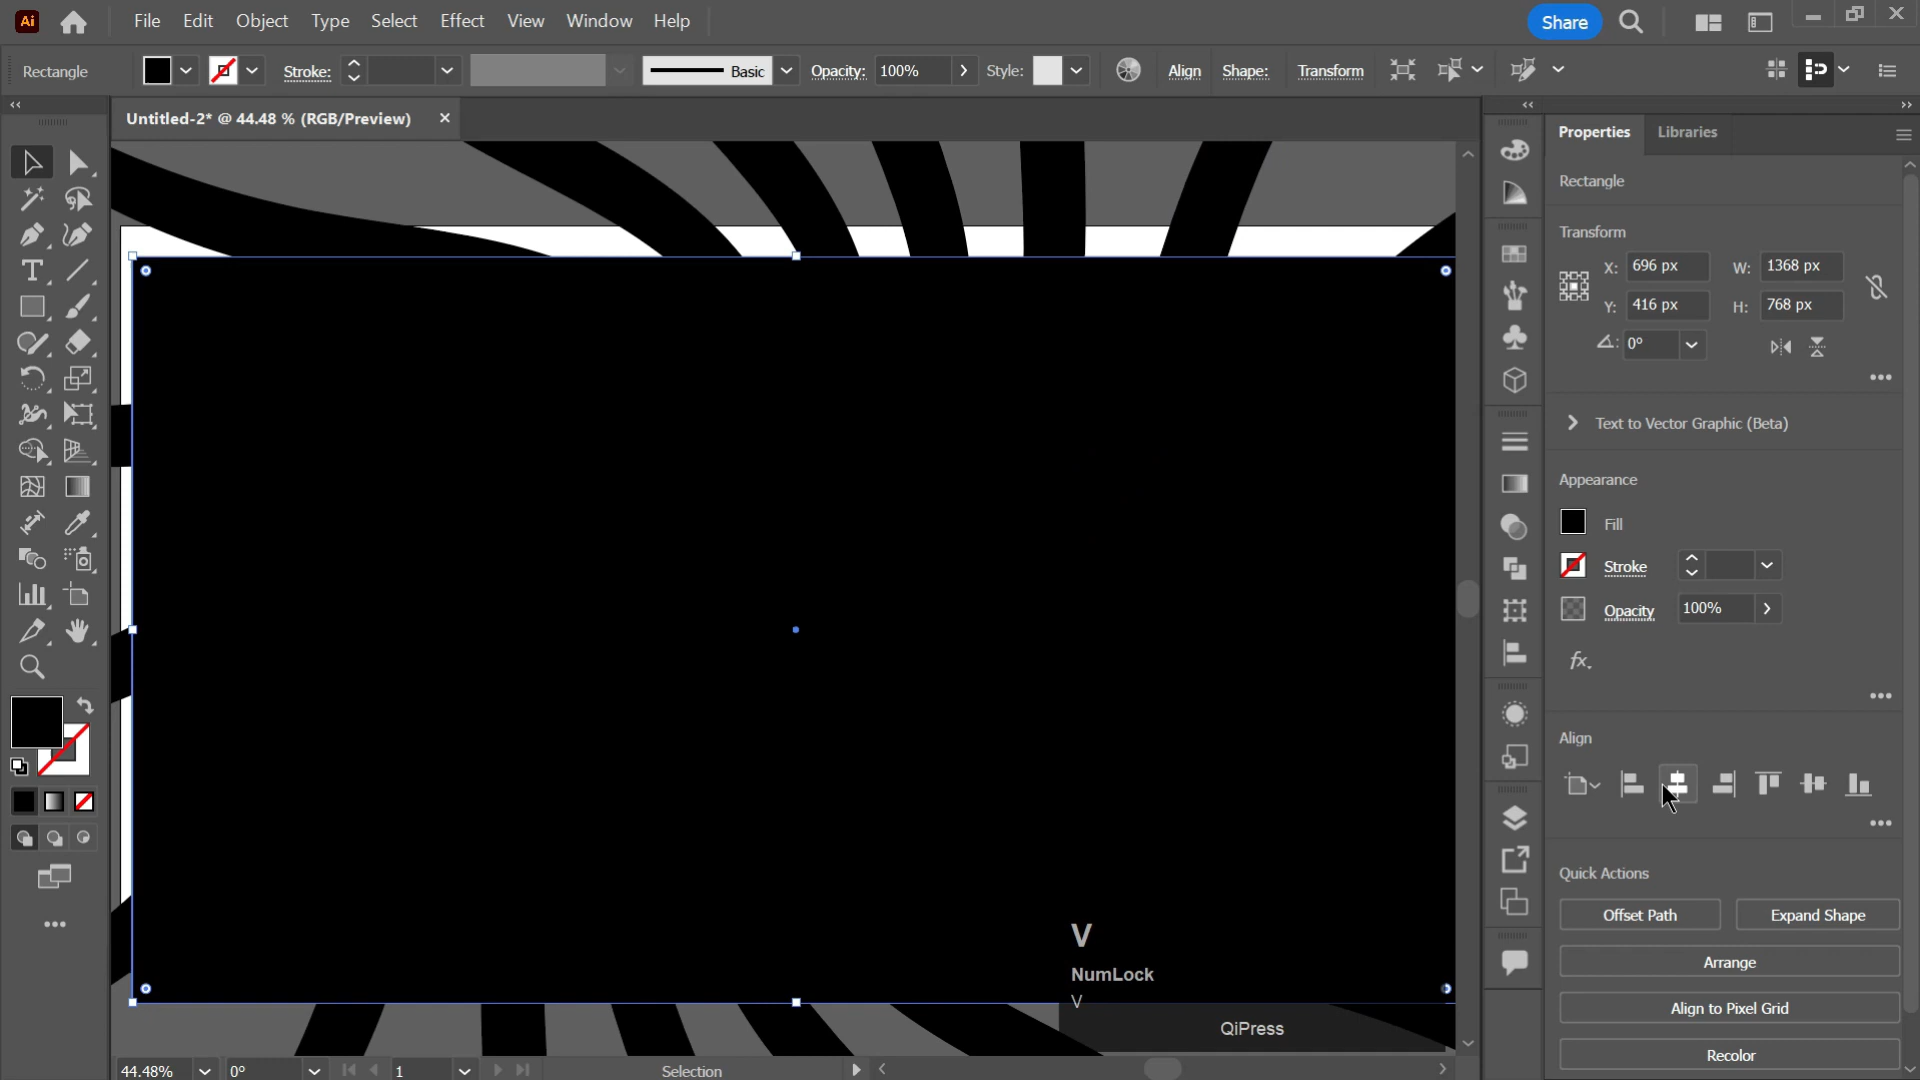 Ai File Edit Object Type Select Effect View Window Help Share
Rectangle Stroke: Basic Opacity: 100% Style: Align Shape: Transform
Untitled-2* @ 44.48 % (RGB/Preview)
Properties Libraries
Rectangle
Transform
X: 696 px W: 1368 px
Y: 416 px H: 768 px
0°
Text to Vector Graphic (Beta)
Appearance
Fill
Stroke
Opacity 100%
fx.
Align
Quick Actions
Offset Path Expand Shape
Arrange
Align to Pixel Grid
Recolor
V
NumLock
V
QiPress
44.48% 0° 1 Selection